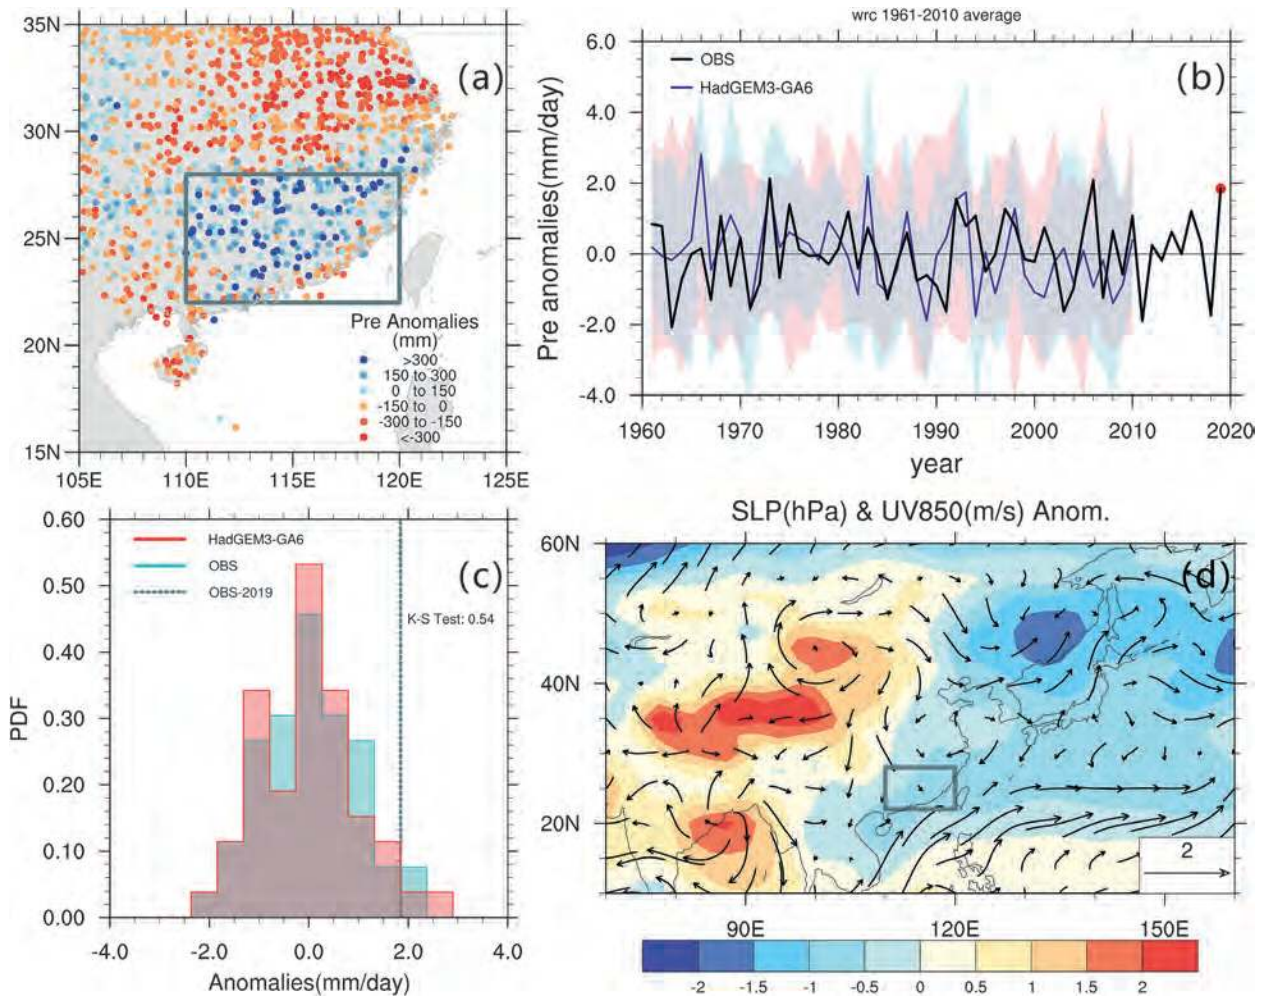 35N
30N
25N
20N
15N
105E 110E 115E 120E 125E
(a)
Pre Anomalies
(mm)
>300
150 to 300
0 to 150
-150 to 0
-300 to -150
<-300
wrc 1961-2010 average
OBS
HadGEM3-GA6
(b)
Pre anomalies(mm/day)
6.0
4.0
2.0
0.0
-2.0
-4.0
1960 1970 1980 1990 2000 2010 2020
year
0.60
0.50
0.40
0.30
0.20
0.10
0.00
PDF
HadGEM3-GA6
OBS
OBS-2019
(c)
K-S Test: 0.54
-4.0 -2.0 0.0 2.0 4.0
Anomalies(mm/day)
SLP(hPa) & UV850(m/s) Anom.
60N
40N
20N
(d)
2
90E 120E 150E
-2 -1.5 -1 -0.5 0 0.5 1 1.5 2